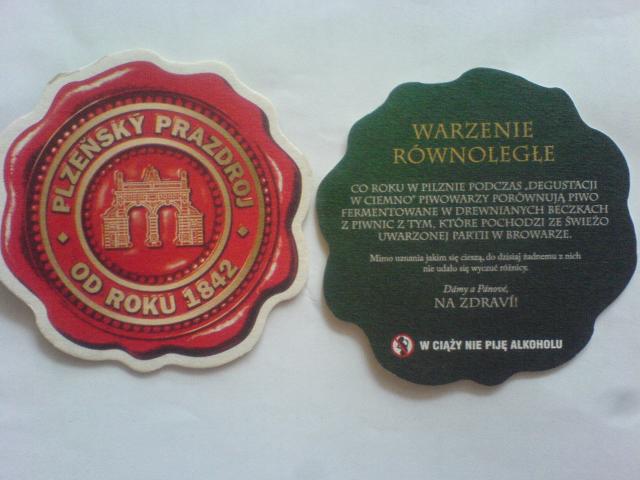 PLZEŇSKÝ PRAZDROJ
OD ROKU 1842
WARZENIE
RÓWNOLEGŁE
CO ROKU W PILZNIE PODCZAS „DEGUSTACJI
W CIEMNO” PIWOWARZY PORÓWNUJĄ PIWO
FERMENTOWANE W DREWNIANYCH BECZKACH
Z PIWNIC Z TYM, KTÓRE POCHODZI ZE ŚWIEŻO
UWARZONEJ PARTII W BROWARZE.
Mimo uznania jakim się cieszą, do dzisiaj żadnemu z nich
nie udało się wyczuć różnicy.
Dámy a Pánové,
NA ZDRAVÍ!
W CIĄŻY NIE PIJĘ ALKOHOLU